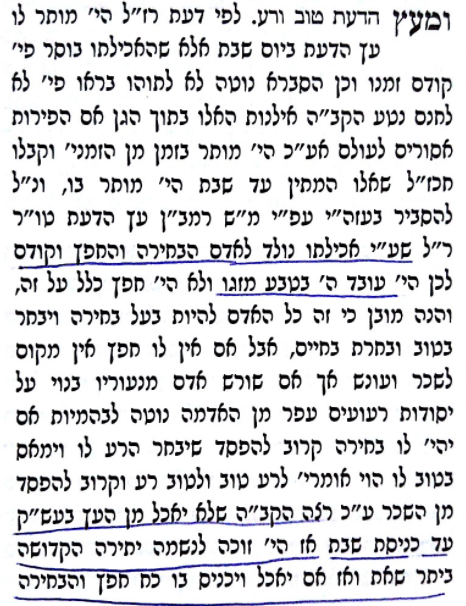 ומעץ הדעת טוב ורע. לפי דעת רז״ל הי׳ מותר לו
עץ הדעת ביום שבת אלא שהאכילתו בוסר פי׳
קודם זמנו וכן הסברא נוטה לא לתוהו בראו פי׳ לא
לחנם נטע הקב״ה אילנות האלו בתוך הגן אם הפירות
אסורים לעולם אע״כ הי׳ מותר בזמן מן הזמני׳ וקבלו
חכז״ל שאלו המתין עד שבת הי׳ מותר בו, ונ״ל
להסביר בעזה״י עפ״י מ״ש רמב״ן עץ הדעת טו״ר
ר״ל שע״י אכילתו נולד לאדם הבחירה והחפץ וקודם
לכן הי׳ עובד ה׳ בטבע מזגו ולא הי׳ חפץ כלל על זה,
והנה מובן כי זה כל האדם להיות בעל בחירה ויבחר
בטוב ובחרת בחיים, אבל אם אין לו חפץ אין מקום
לשכר ועונש אך אם שורש אדם מנעוריו בנוי על
יסודות רעועים עפר מן האדמה נוטה לבהמיות אם
יהי׳ לו בחירה קרוב להפסד שיבחר הרע לו וימאס
בטוב לו הוי אומרי׳ לרע טוב ולטוב רע וקרוב להפסד
מן השכר ע״כ רצה הקב״ה שלא יאכל מן העץ בעש״ק
עד כניסת שבת אז הי׳ זוכה לנשמה יתירה הקדושה
ביתר שאת ואז אם יאכל ויכניס בו כח חפץ והבחירה